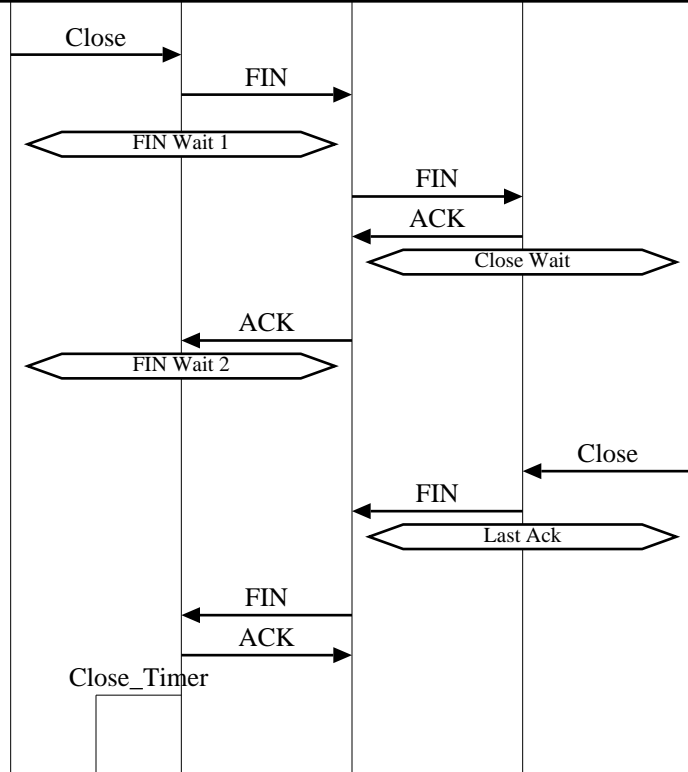 Close
FIN
FIN Wait 1
FIN
ACK
Close Wait
ACK
FIN Wait 2
Close
FIN
Last Ack
FIN
ACK
Close_Timer